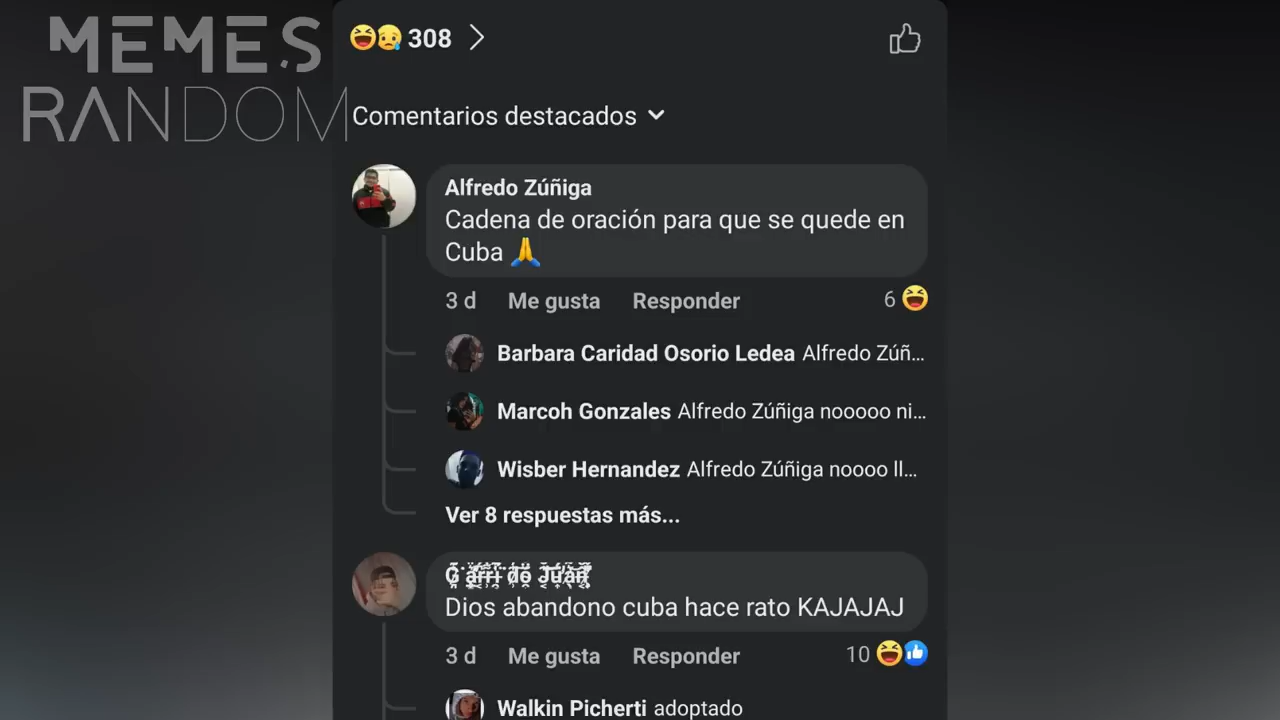 MEMES
RANDOM
308
Comentarios destacados
Alfredo Zúñiga
Cadena de oración para que se quede en
Cuba 🙏
3 d Me gusta Responder 6
Barbara Caridad Osorio Ledea Alfredo Zúñ...
Marcoh Gonzales Alfredo Zúñiga nooooo ni...
Wisber Hernandez Alfredo Zúñiga noooo ll...
Ver 8 respuestas más...
Juan
Dios abandono cuba hace rato KAJAJAJ
3 d Me gusta Responder 10
Walkin Picherti adoptado